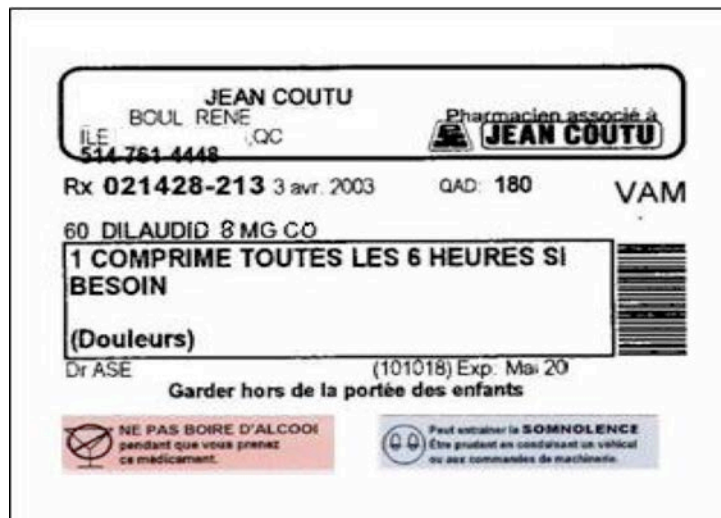 JEAN COUTU
BOUL RENE
ILE ,QC
514 761-4448
Pharmacien associé à
JEAN COUTU
Rx 021428-213 3 avr. 2003 QAD: 180
VAM
60 DILAUDID 8 MG CO
1 COMPRIME TOUTES LES 6 HEURES SI
BESOIN
(Douleurs)
Dr ASE (101018) Exp: Mai 20
Garder hors de la portée des enfants
NE PAS BOIRE D'ALCOOl
pendant que vous prenez
ce médicament.
Peut entraîner la SOMNOLENCE
Être prudent en conduisant un véhicul
ou aux commandes de machinerie.